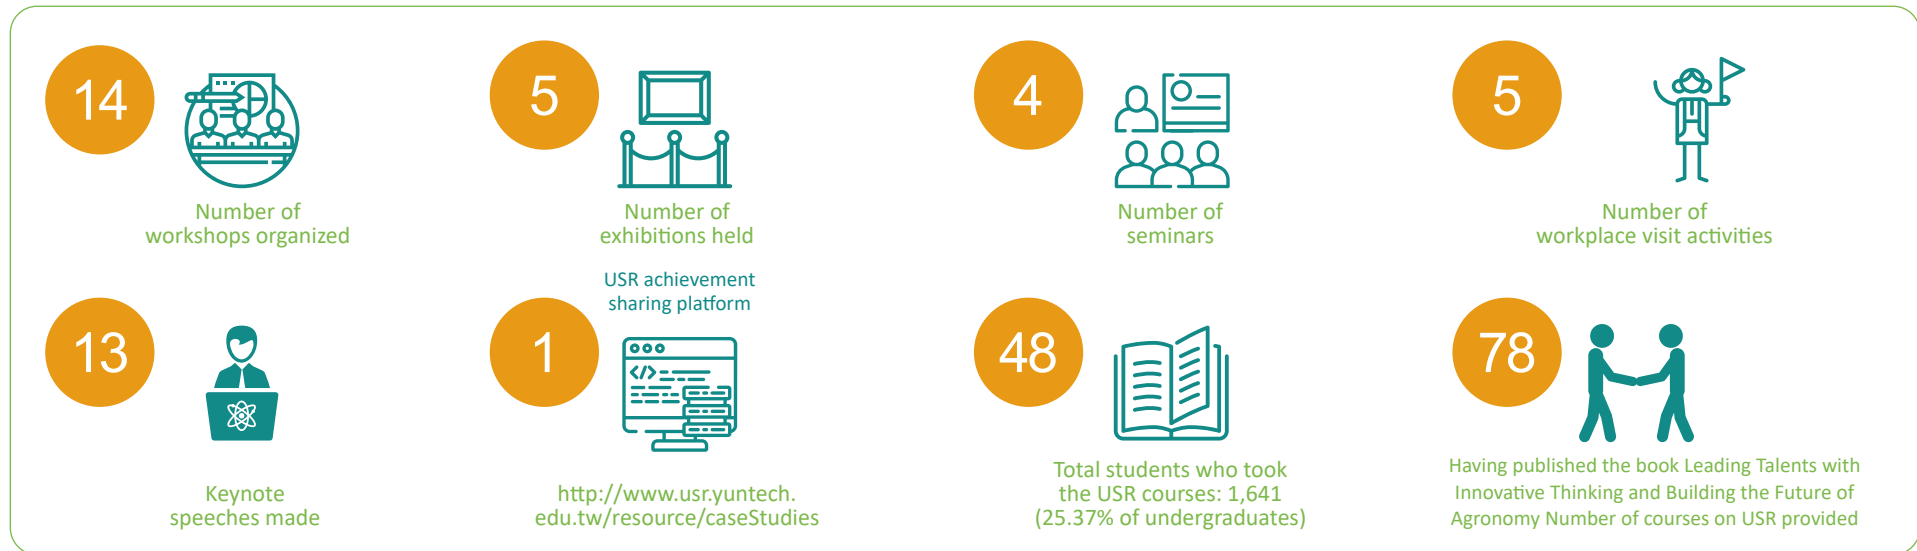 14
Number of
workshops organized
5
Number of
exhibitions held
4
Number of
seminars
5
Number of
workplace visit activities
13
Keynote
speeches made
USR achievement
sharing platform
1
</>
http://www.usr.yuntech.
edu.tw/resource/caseStudies
48
Total students who took
the USR courses: 1,641
(25.37% of undergraduates)
78
Having published the book Leading Talents with
Innovative Thinking and Building the Future of
Agronomy Number of courses on USR provided